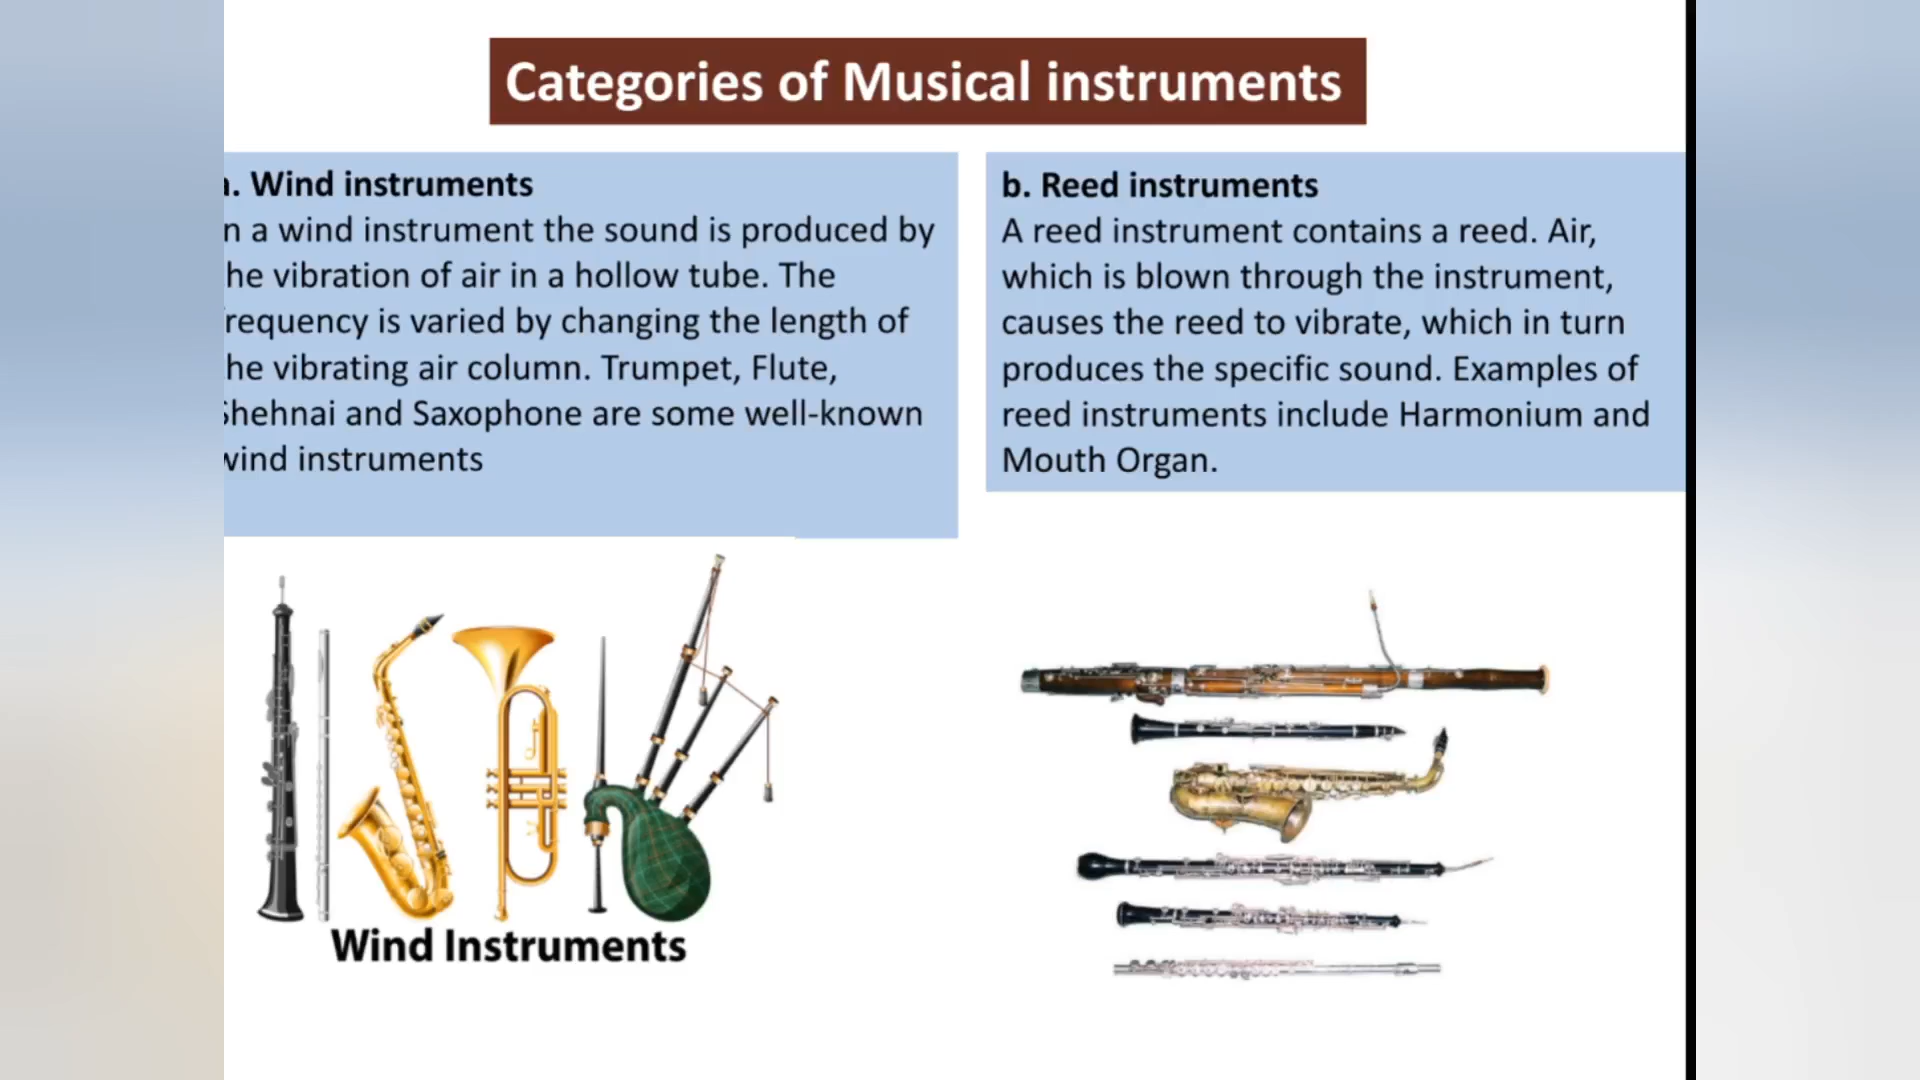 Categories of Musical instruments
. Wind instruments
n a wind instrument the sound is produced by
he vibration of air in a hollow tube. The
requency is varied by changing the length of
he vibrating air column. Trumpet, Flute,
Shehnai and Saxophone are some well-known
wind instruments
b. Reed instruments
A reed instrument contains a reed. Air,
which is blown through the instrument,
causes the reed to vibrate, which in turn
produces the specific sound. Examples of
reed instruments include Harmonium and
Mouth Organ.
Wind Instruments